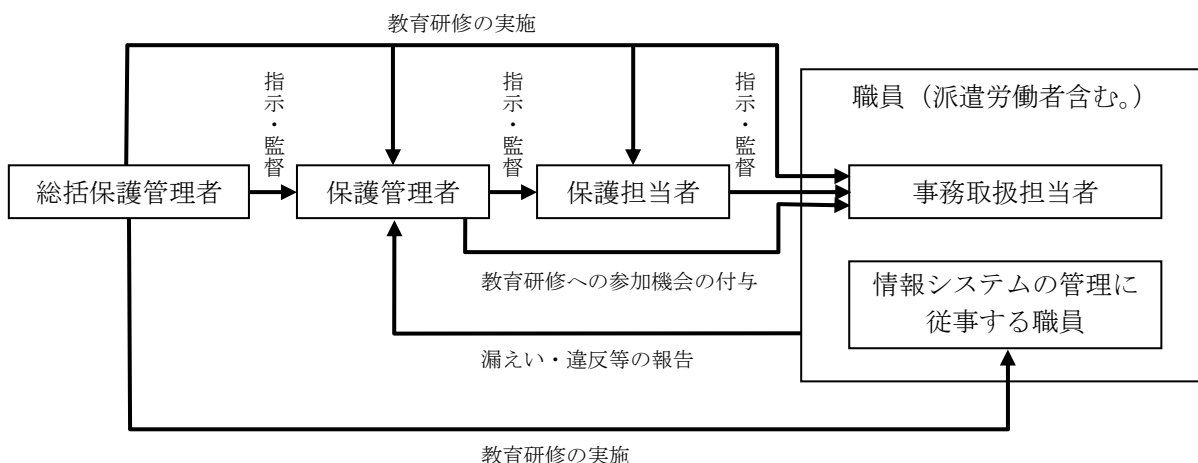 教育研修の実施
指示・監督
指示・監督
指示・監督
職員（派遣労働者含む。）
総括保護管理者
保護管理者
保護担当者
事務取扱担当者
教育研修への参加機会の付与
情報システムの管理に
従事する職員
漏えい・違反等の報告
教育研修の実施